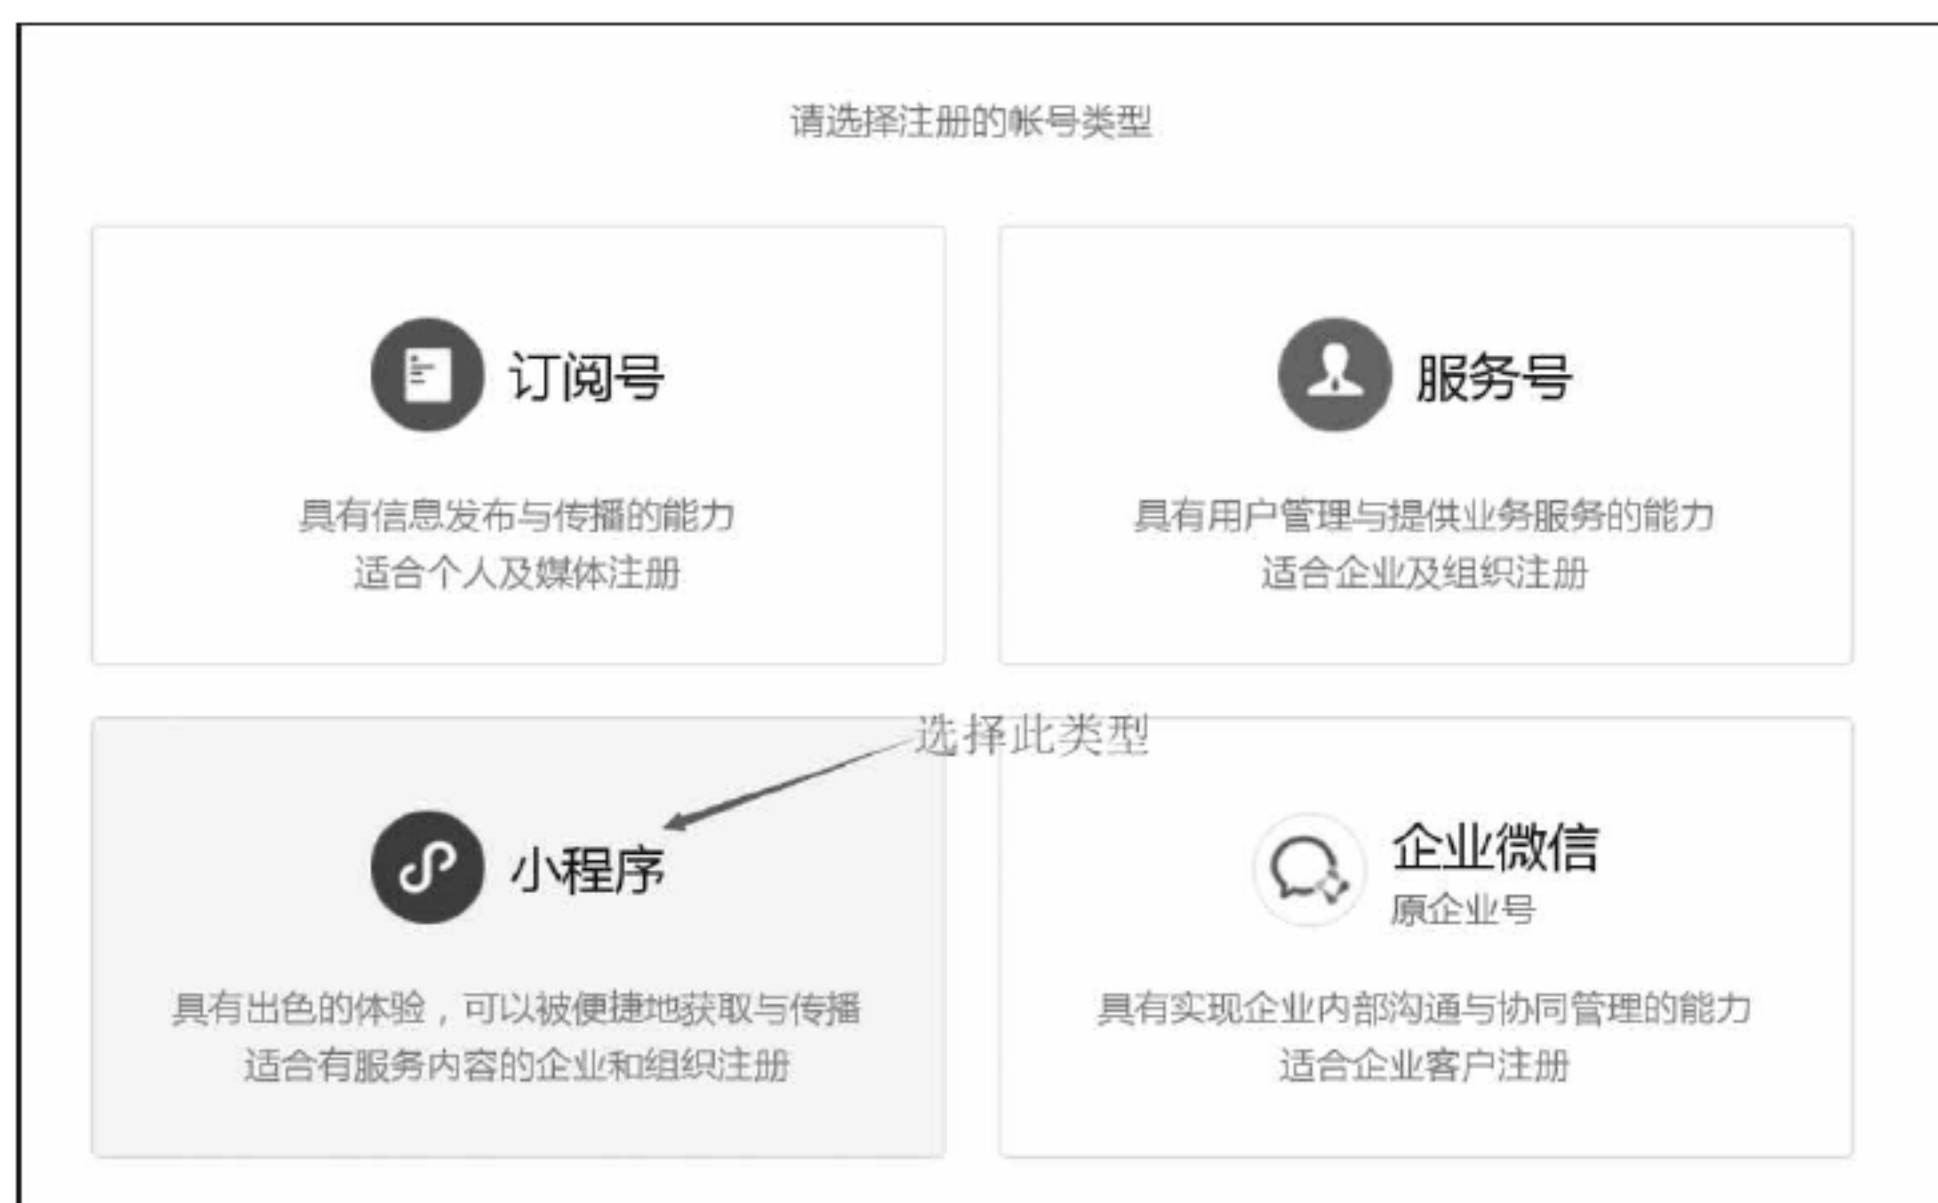 请选择注册的帐号类型
订阅号
具有信息发布与传播的能力
适合个人及媒体注册
服务号
具有用户管理与提供业务服务的能力
适合企业及组织注册
选择此类型
小程序
具有出色的体验，可以被便捷地获取与传播
适合有服务内容的企业和组织注册
企业微信
原企业号
具有实现企业内部沟通与协同管理的能力
适合企业客户注册